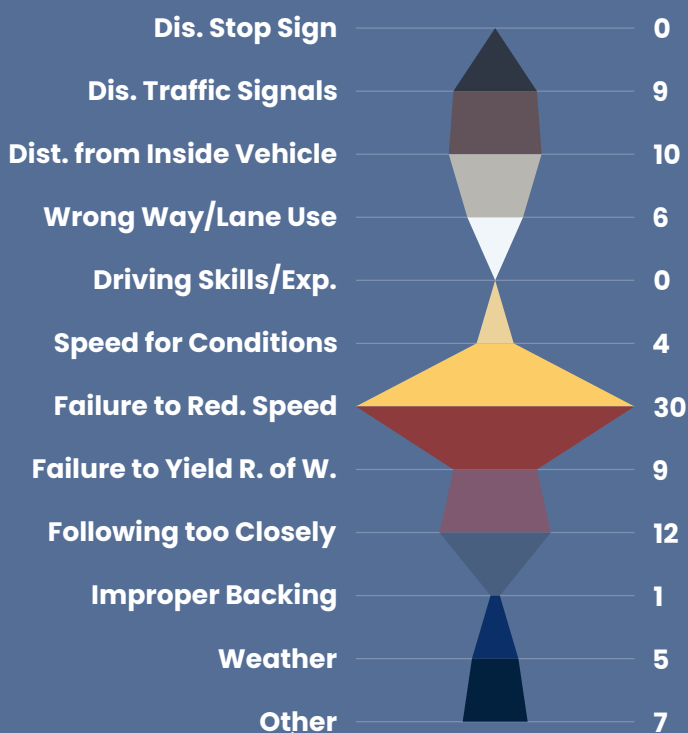 Dis. Stop Sign 0
Dis. Traffic Signals 9
Dist. from Inside Vehicle 10
Wrong Way/Lane Use 6
Driving Skills/Exp. 0
Speed for Conditions 4
Failure to Red. Speed 30
Failure to Yield R. of W. 9
Following too Closely 12
Improper Backing 1
Weather 5
Other 7